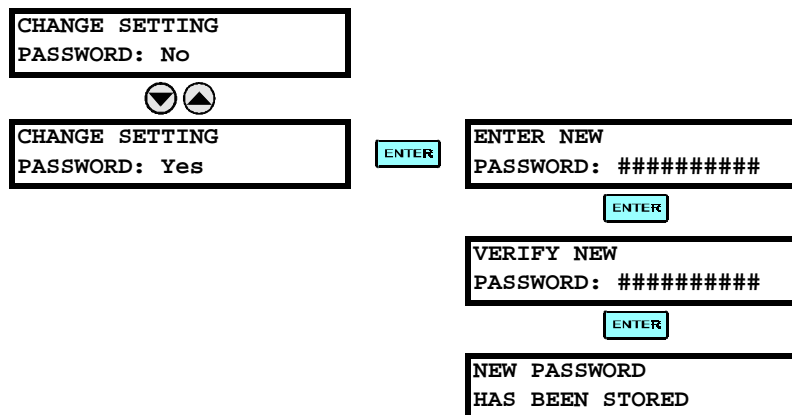 CHANGE SETTING
PASSWORD: No
CHANGE SETTING
PASSWORD: Yes
ENTER
ENTER NEW
PASSWORD: ##########
ENTER
VERIFY NEW
PASSWORD: ##########
ENTER
NEW PASSWORD
HAS BEEN STORED